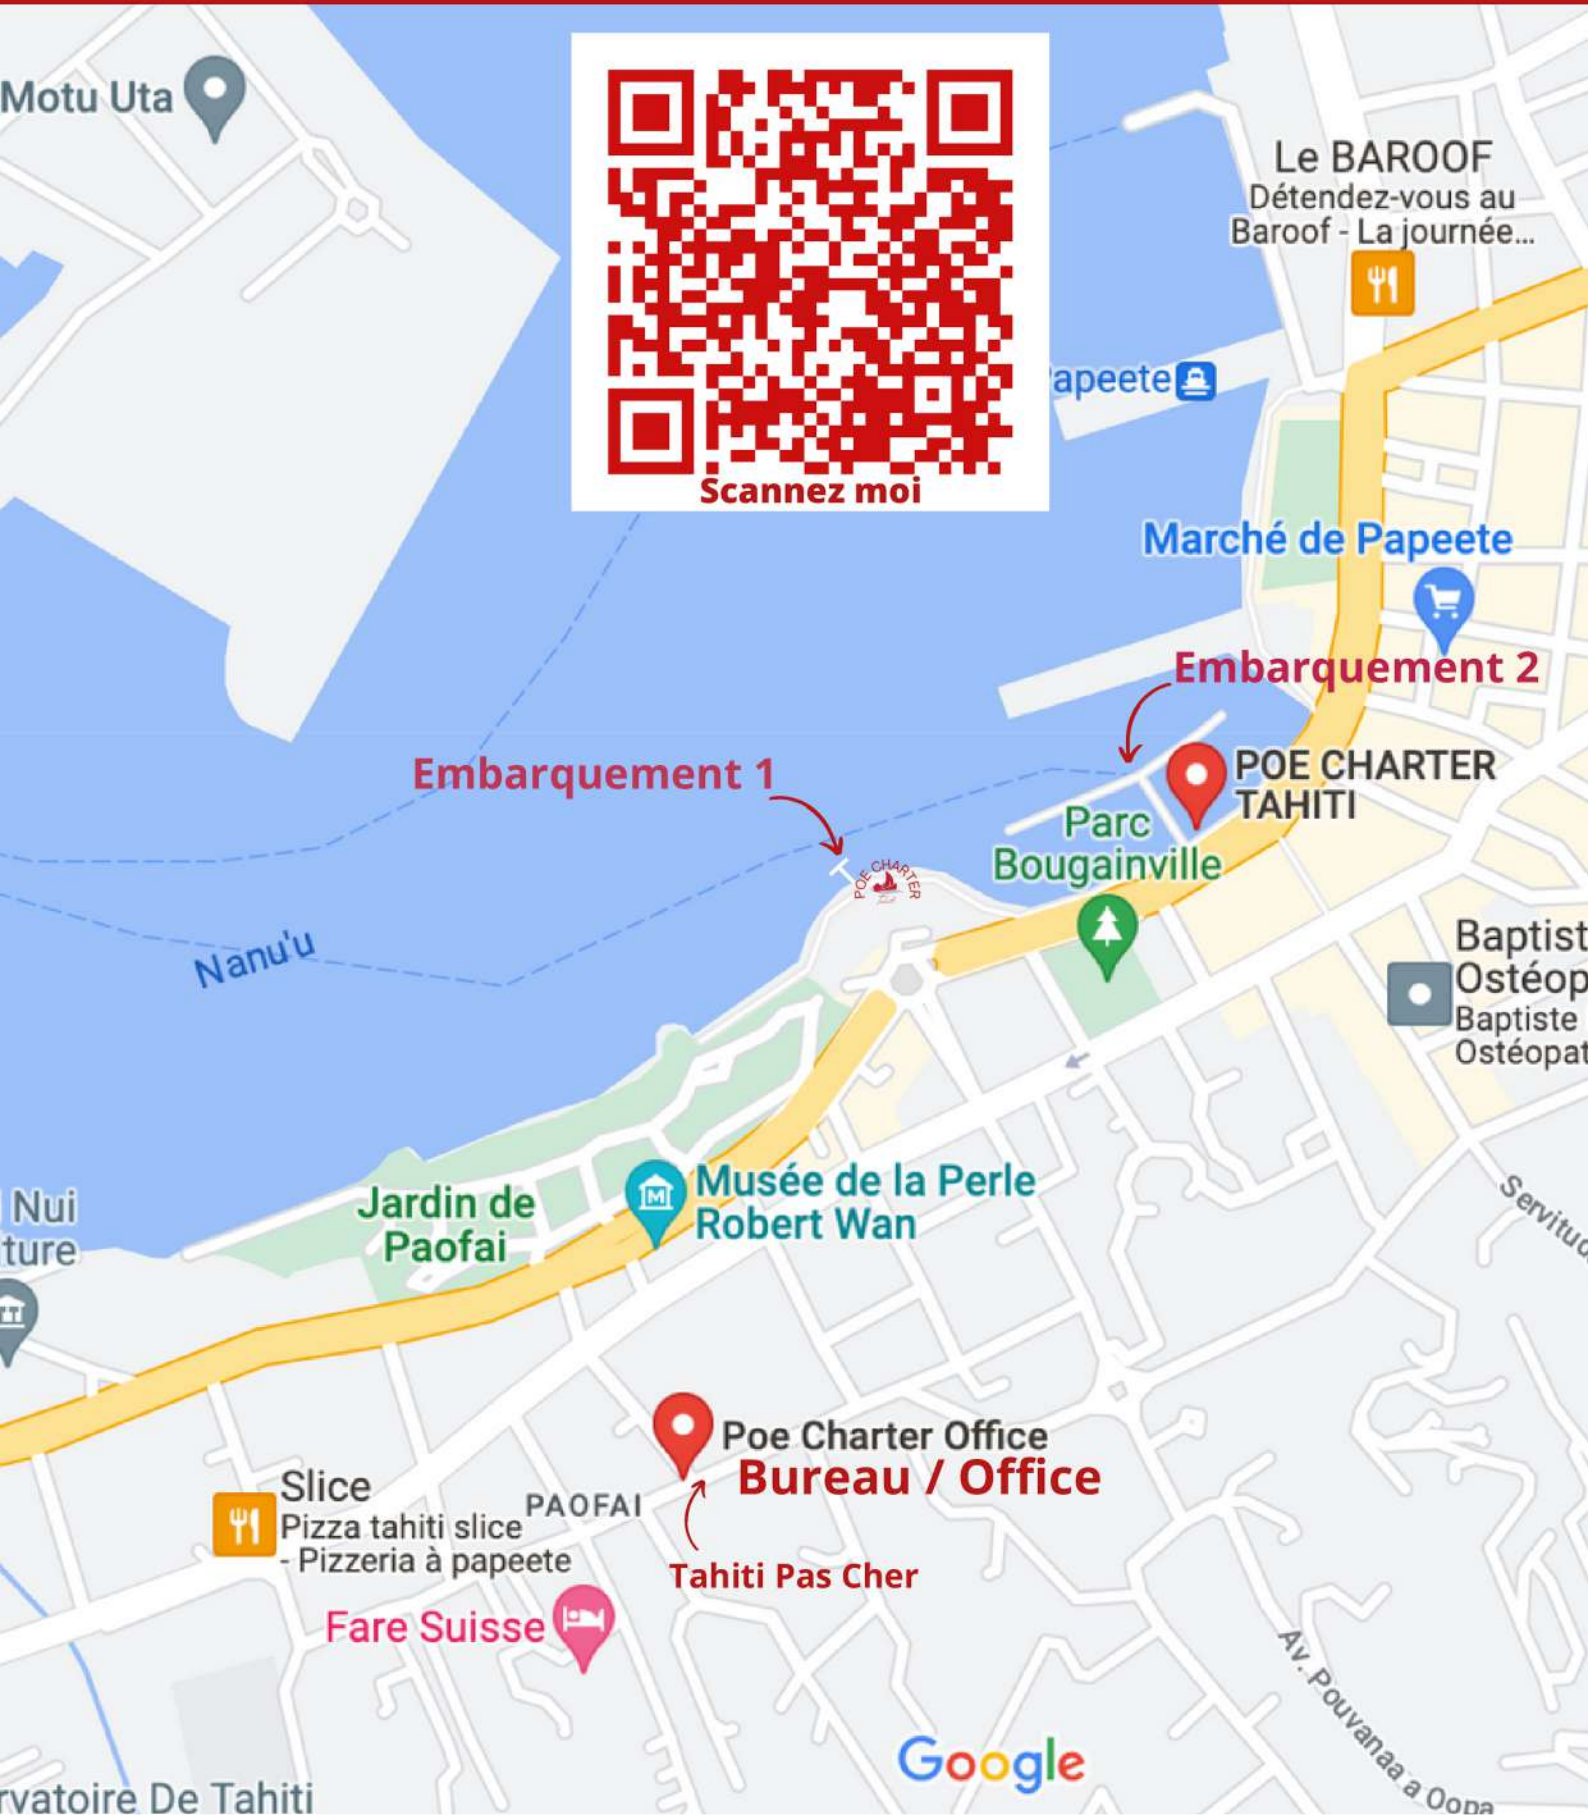 Motu Uta
Le BAROOF
Détendez-vous au
Baroof - La journée...
apeete
Scannez moi
Marché de Papeete
Embarquement 2
Embarquement 1
POE CHARTER
TAHITI
Parc
Bougainville
POE CHARTER
Nanu'u
Baptist
Ostéop
Baptiste
Ostéopat
Musée de la Perle
Robert Wan
Jardin de
Paofai
Nui
ture
Servitud
Poe Charter Office
Bureau / Office
Slice
Pizza tahiti slice
- Pizzeria à papeete
PAOFAI
Tahiti Pas Cher
Fare Suisse
Av. Pouvanaa a Oopa
Google
rvatoire De Tahiti